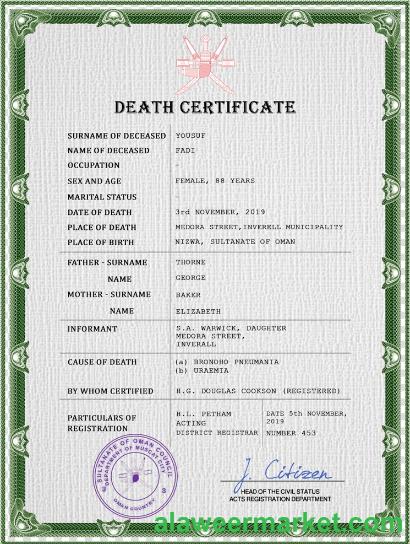 DEATH CERTIFICATE
SURNAME OF DECEASED YOUSUF
NAME OF DECEASED FADI
OCCUPATION -
SEX AND AGE FEMALE, 88 YEARS
MARITAL STATUS -
DATE OF DEATH 3rd NOVEMBER, 2019
PLACE OF DEATH MEDORA STREET,INVERELL MUNICIPALITY
PLACE OF BIRTH NIZWA, SULTANATE OF OMAN
FATHER - SURNAME THORNE
NAME GEORGE
MOTHER - SURNAME BAKER
NAME ELIZABETH
INFORMANT S.A. WARWICK, DAUGHTER
MEDORA STREET,
INVERALL
CAUSE OF DEATH (a) BRONOHO PNEUMANIA
(b) URAEMIA
BY WHOM CERTIFIED H.G. DOUGLAS COOKSON (REGISTERED)
PARTICULARS OF REGISTRATION
H.L. PETHAM
ACTING
DISTRICT REGISTRAR
DATE 5th NOVEMBER,
2019
NUMBER 453
SULTANATE OF OMAN COUNCIL
DEPARTMENT OF MUSCAT CITY
OMAN COUNTRY
J. Citizen
HEAD OF THE CIVIL STATUS
ACTS REGISTRATION DEPARTMENT
alaweermarket.com